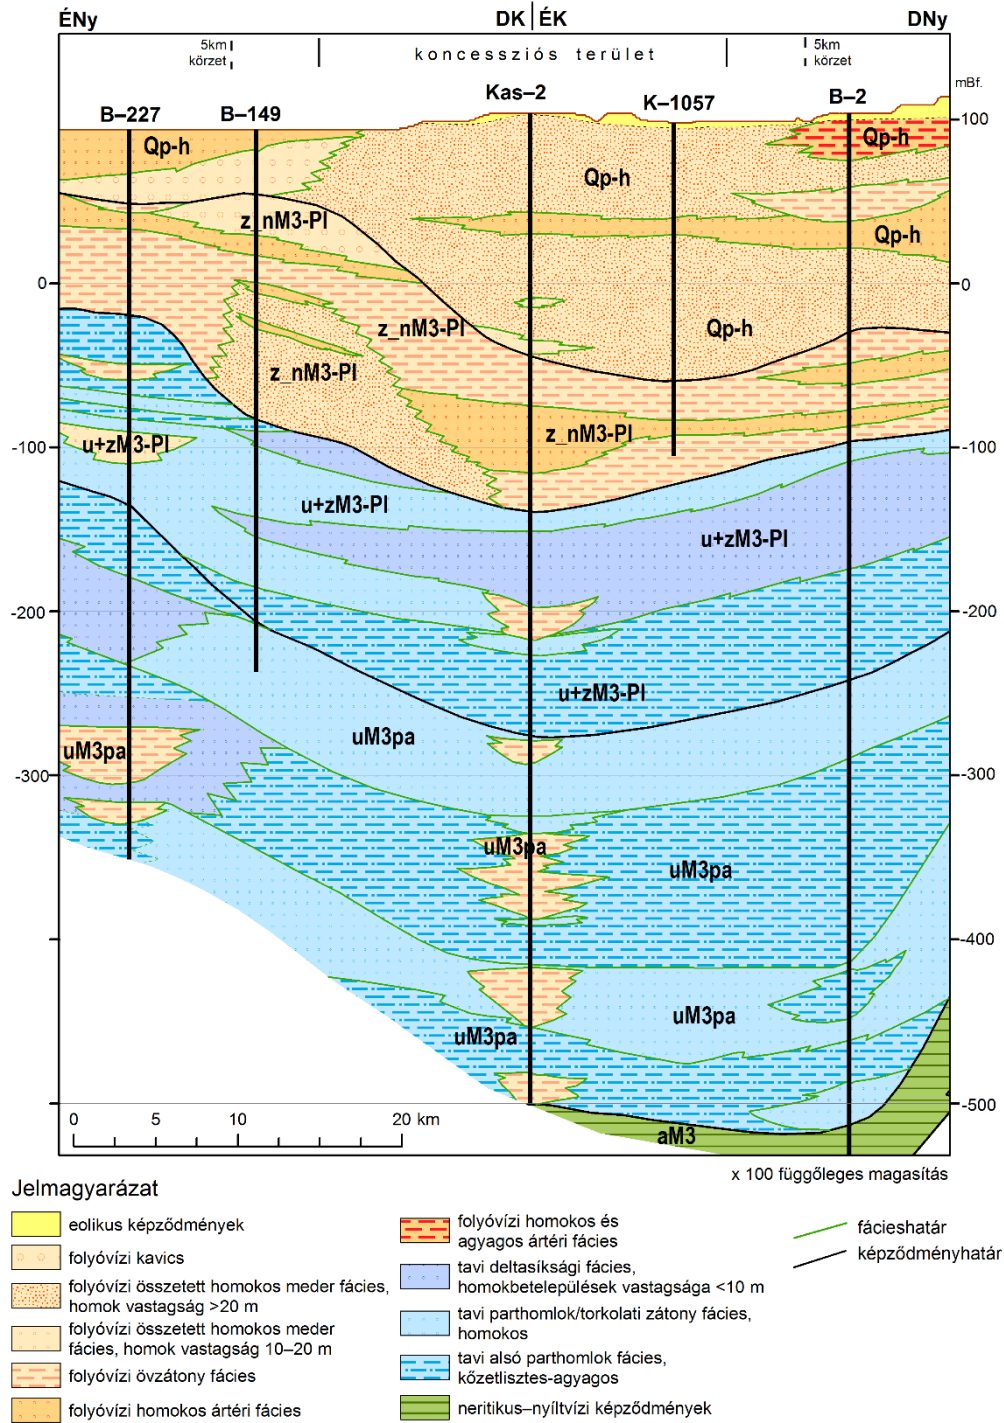 ÉNy
DK
ÉK
DNy
5km
körzet
koncessziós terület
5km
körzet
mBf.
B–227
B–149
Kas–2
K–1057
B–2
100
0
-100
-200
-300
-400
-500
0
-100
-200
-300
Qp-h
Qp-h
Qp-h
Qp-h
Qp-h
z_nM3-Pl
z_nM3-Pl
z_nM3-Pl
z_nM3-Pl
u+zM3-Pl
u+zM3-Pl
u+zM3-Pl
u+zM3-Pl
uM3pa
uM3pa
uM3pa
uM3pa
uM3pa
uM3pa
aM3
0 5 10 20 km
x 100 függőleges magasítás
Jelmagyarázat
eolikus képződmények
folyóvízi kavics
folyóvízi összetett homokos meder fácies,
homok vastagság >20 m
folyóvízi összetett homokos meder
fácies, homok vastagság 10–20 m
folyóvízi övzátony fácies
folyóvízi homokos ártéri fácies
folyóvízi homokos és
agyagos ártéri fácies
tavi deltasíksági fácies,
homokbetelepülések vastagsága <10 m
tavi parthomlok/torkolati zátony fácies,
homokos
tavi alsó parthomlok fácies,
kőzetlisztes-agyagos
neritikus–nyíltvízi képződmények
fácieshatár
képződményhatár